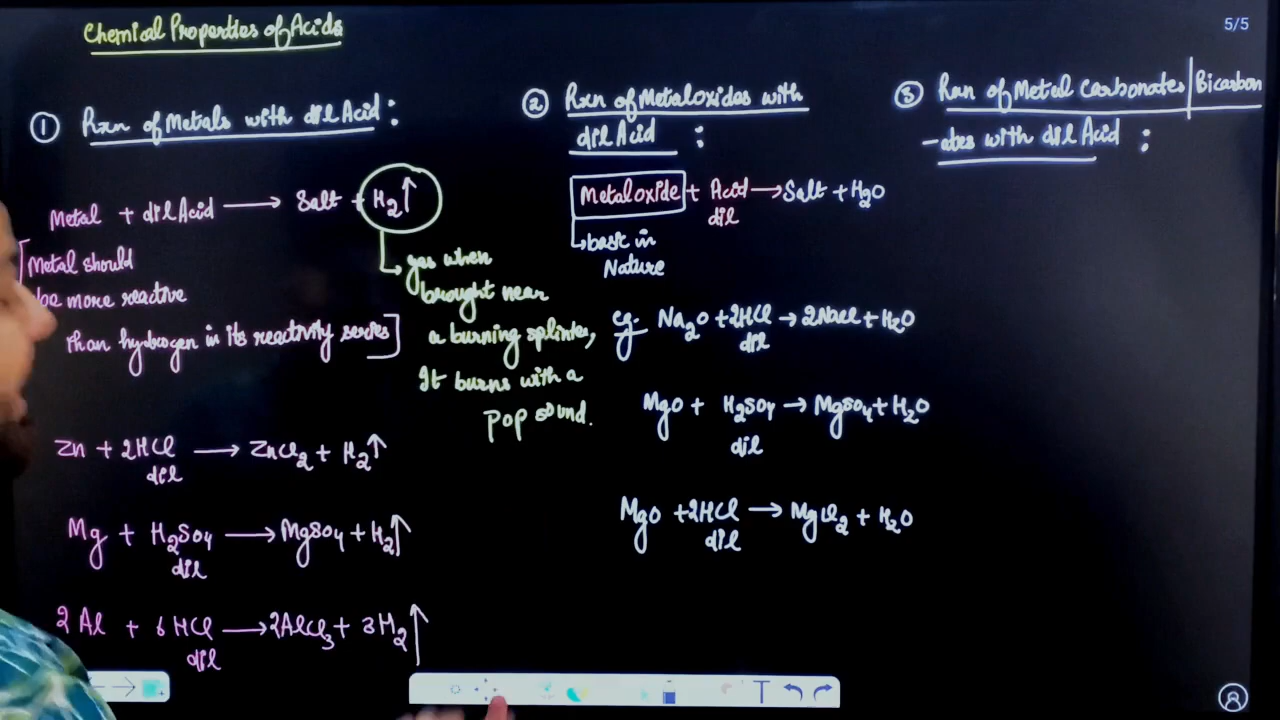 Chemical Properties of Acids
5/5
① Rxn of Metals with dil Acid :
Metal + dil Acid ⟶ Salt + H₂↑
[Metal should
be more reactive
than hydrogen in its reactivity series]
↳ gas when
brought near
a burning splinter,
It burns with a
pop sound.
Zn + 2HCl ⟶ ZnCl₂ + H₂↑
dil
Mg + H₂SO₄ ⟶ MgSO₄ + H₂↑
dil
2Al + 6HCl ⟶ 2AlCl₃ + 3H₂↑
dil
② Rxn of Metaloxides with
dil Acid :
Metaloxide + Acid ⟶ Salt + H₂O
dil
↳ basic in
Nature
eg. Na₂O + 2HCl → 2NaCl + H₂O
dil
MgO + H₂SO₄ → MgSO₄ + H₂O
dil
MgO + 2HCl ⟶ MgCl₂ + H₂O
dil
③ Rxn of Metal Carbonates | Bicarbon
-ates with dil Acid :
T